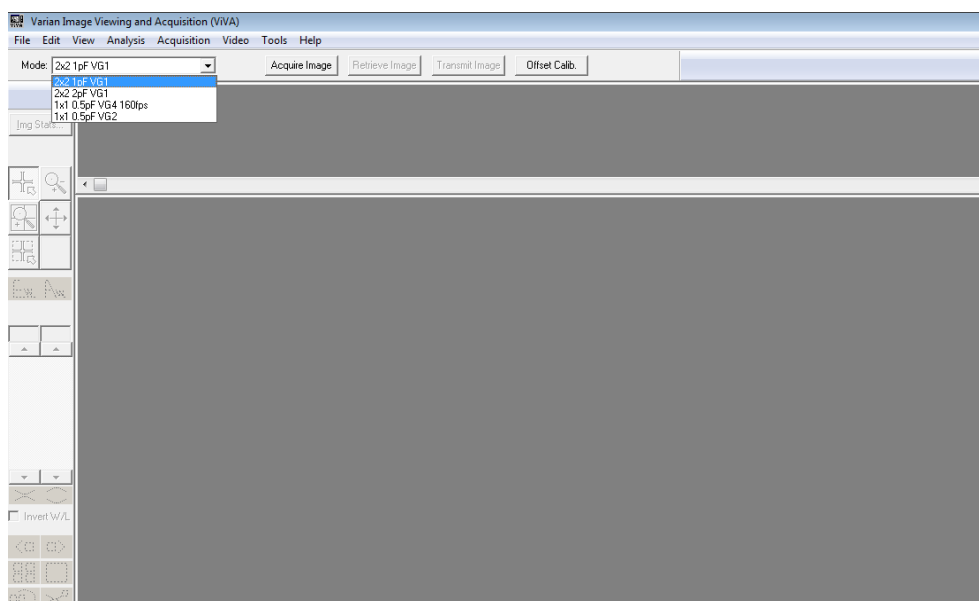 Varian Image Viewing and Acquisition (ViVA)
File Edit View Analysis Acquisition Video Tools Help
Mode: 2x2 1pF VG1 Acquire Image Retrieve Image Transmit Image Offset Calib.
2x2 1pF VG1
2x2 2pF VG1
1x1 0.5pF VG4 160fps
1x1 0.5pF VG2
Img Stats...
Invert W/L